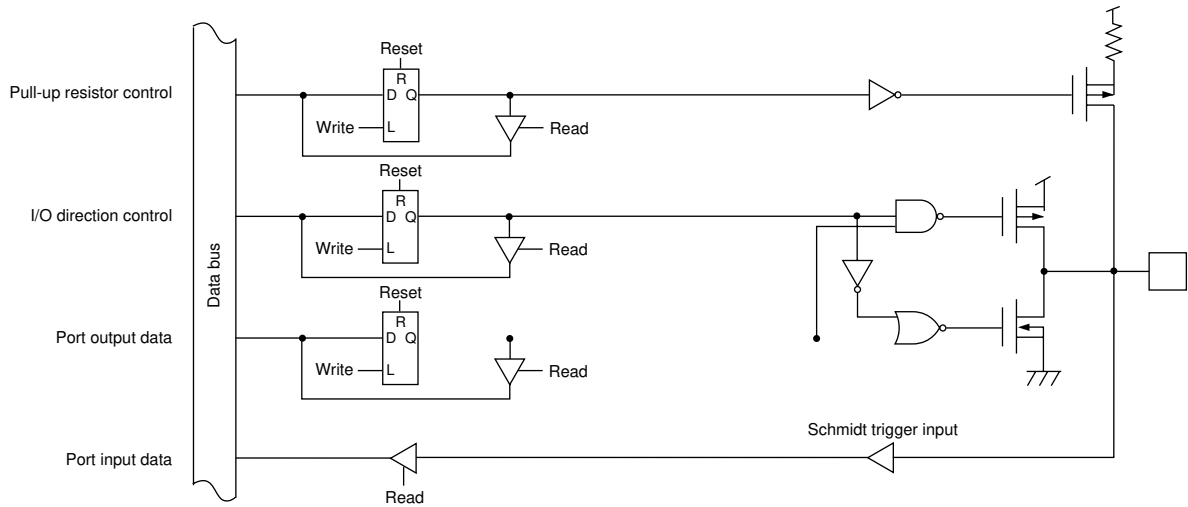 Reset
Pull-up resistor control
R
D Q
Write
L
Read
Reset
I/O direction control
R
D Q
Write
L
Read
Data bus
Reset
Port output data
R
D Q
Write
L
Read
Schmidt trigger input
Port input data
Read